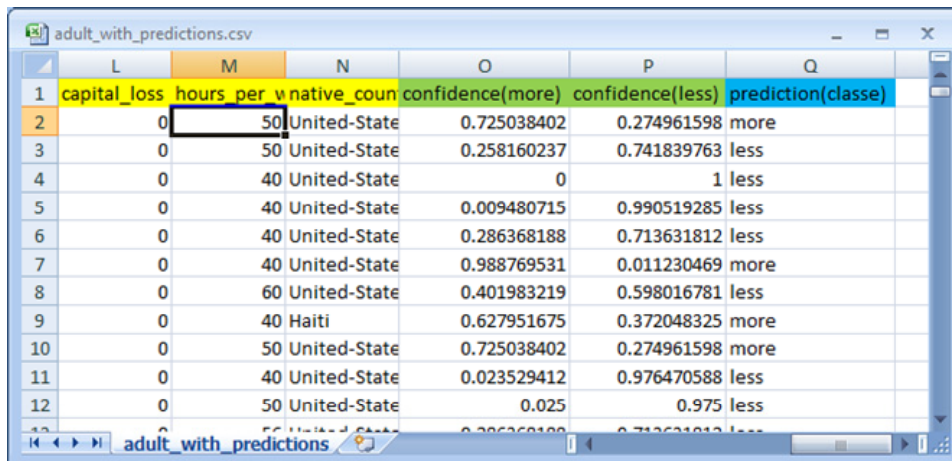 adult_with_predictions.csv
L M N O P Q
1 capital_loss hours_per_w native_coun confidence(more) confidence(less) prediction(classe)
2 0 50 United-State 0.725038402 0.274961598 more
3 0 50 United-State 0.258160237 0.741839763 less
4 0 40 United-State 0 1 less
5 0 40 United-State 0.009480715 0.990519285 less
6 0 40 United-State 0.286368188 0.713631812 less
7 0 40 United-State 0.988769531 0.011230469 more
8 0 60 United-State 0.401983219 0.598016781 less
9 0 40 Haiti 0.627951675 0.372048325 more
10 0 50 United-State 0.725038402 0.274961598 more
11 0 40 United-State 0.023529412 0.976470588 less
12 0 50 United-State 0.025 0.975 less
adult_with_predictions